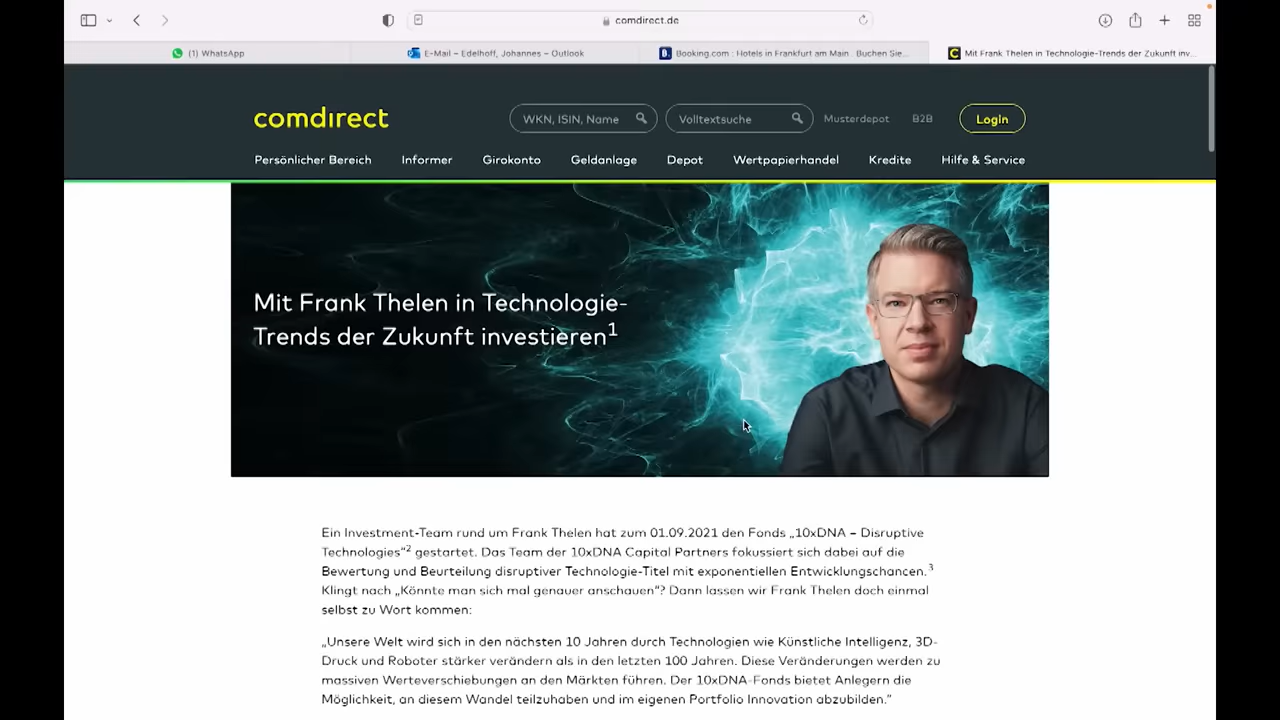 comdirect.de
(1) WhatsApp
E-Mail – Edelhoff, Johannes – Outlook
Booking.com : Hotels in Frankfurt am Main . Buchen Sie...
Mit Frank Thelen in Technologie-Trends der Zukunft inv...
comdirect
WKN, ISIN, Name
Volltextsuche
Musterdepot
B2B
LogIn
Persönlicher Bereich
Informer
Girokonto
Geldanlage
Depot
Wertpapierhandel
Kredite
Hilfe & Service
Mit Frank Thelen in Technologie-
Trends der Zukunft investieren¹
Ein Investment-Team rund um Frank Thelen hat zum 01.09.2021 den Fonds „10xDNA – Disruptive
Technologies“² gestartet. Das Team der 10xDNA Capital Partners fokussiert sich dabei auf die
Bewertung und Beurteilung disruptiver Technologie-Titel mit exponentiellen Entwicklungschancen.³
Klingt nach „Könnte man sich mal genauer anschauen“? Dann lassen wir Frank Thelen doch einmal
selbst zu Wort kommen:
„Unsere Welt wird sich in den nächsten 10 Jahren durch Technologien wie Künstliche Intelligenz, 3D-
Druck und Roboter stärker verändern als in den letzten 100 Jahren. Diese Veränderungen werden zu
massiven Werteverschiebungen an den Märkten führen. Der 10xDNA-Fonds bietet Anlegern die
Möglichkeit, an diesem Wandel teilzuhaben und im eigenen Portfolio Innovation abzubilden.“